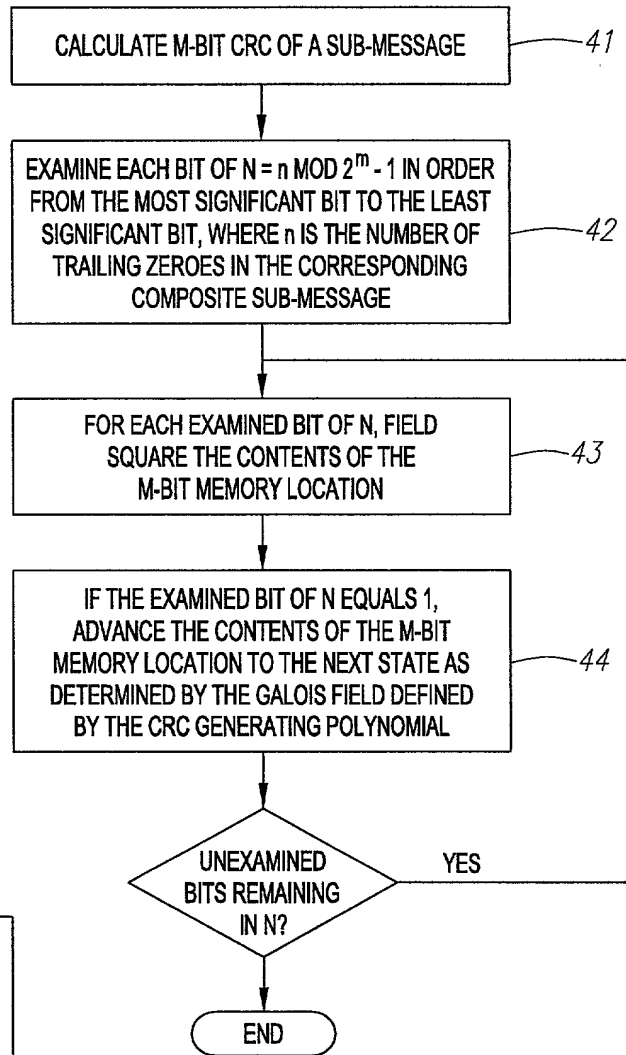 CALCULATE M-BIT CRC OF A SUB-MESSAGE
41
EXAMINE EACH BIT OF N = n MOD 2^m - 1 IN ORDER
FROM THE MOST SIGNIFICANT BIT TO THE LEAST
SIGNIFICANT BIT, WHERE n IS THE NUMBER OF
TRAILING ZEROES IN THE CORRESPONDING
COMPOSITE SUB-MESSAGE
42
FOR EACH EXAMINED BIT OF N, FIELD
SQUARE THE CONTENTS OF THE
M-BIT MEMORY LOCATION
43
IF THE EXAMINED BIT OF N EQUALS 1,
ADVANCE THE CONTENTS OF THE M-BIT
MEMORY LOCATION TO THE NEXT STATE AS
DETERMINED BY THE GALOIS FIELD DEFINED
BY THE CRC GENERATING POLYNOMIAL
44
UNEXAMINED
BITS REMAINING
IN N?
YES
END